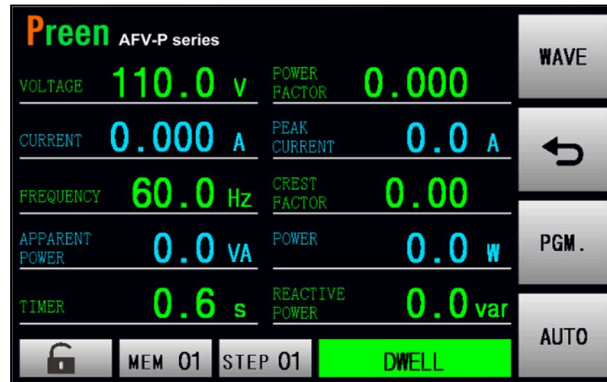 Preen AFV-P series
WAVE
VOLTAGE 110.0 V POWER FACTOR 0.000
CURRENT 0.000 A PEAK CURRENT 0.0 A
FREQUENCY 60.0 Hz CREST FACTOR 0.00
APPARENT POWER 0.0 VA POWER 0.0 W
PGM.
TIMER 0.6 s REACTIVE POWER 0.0 var
AUTO
MEM 01 STEP 01 DWELL